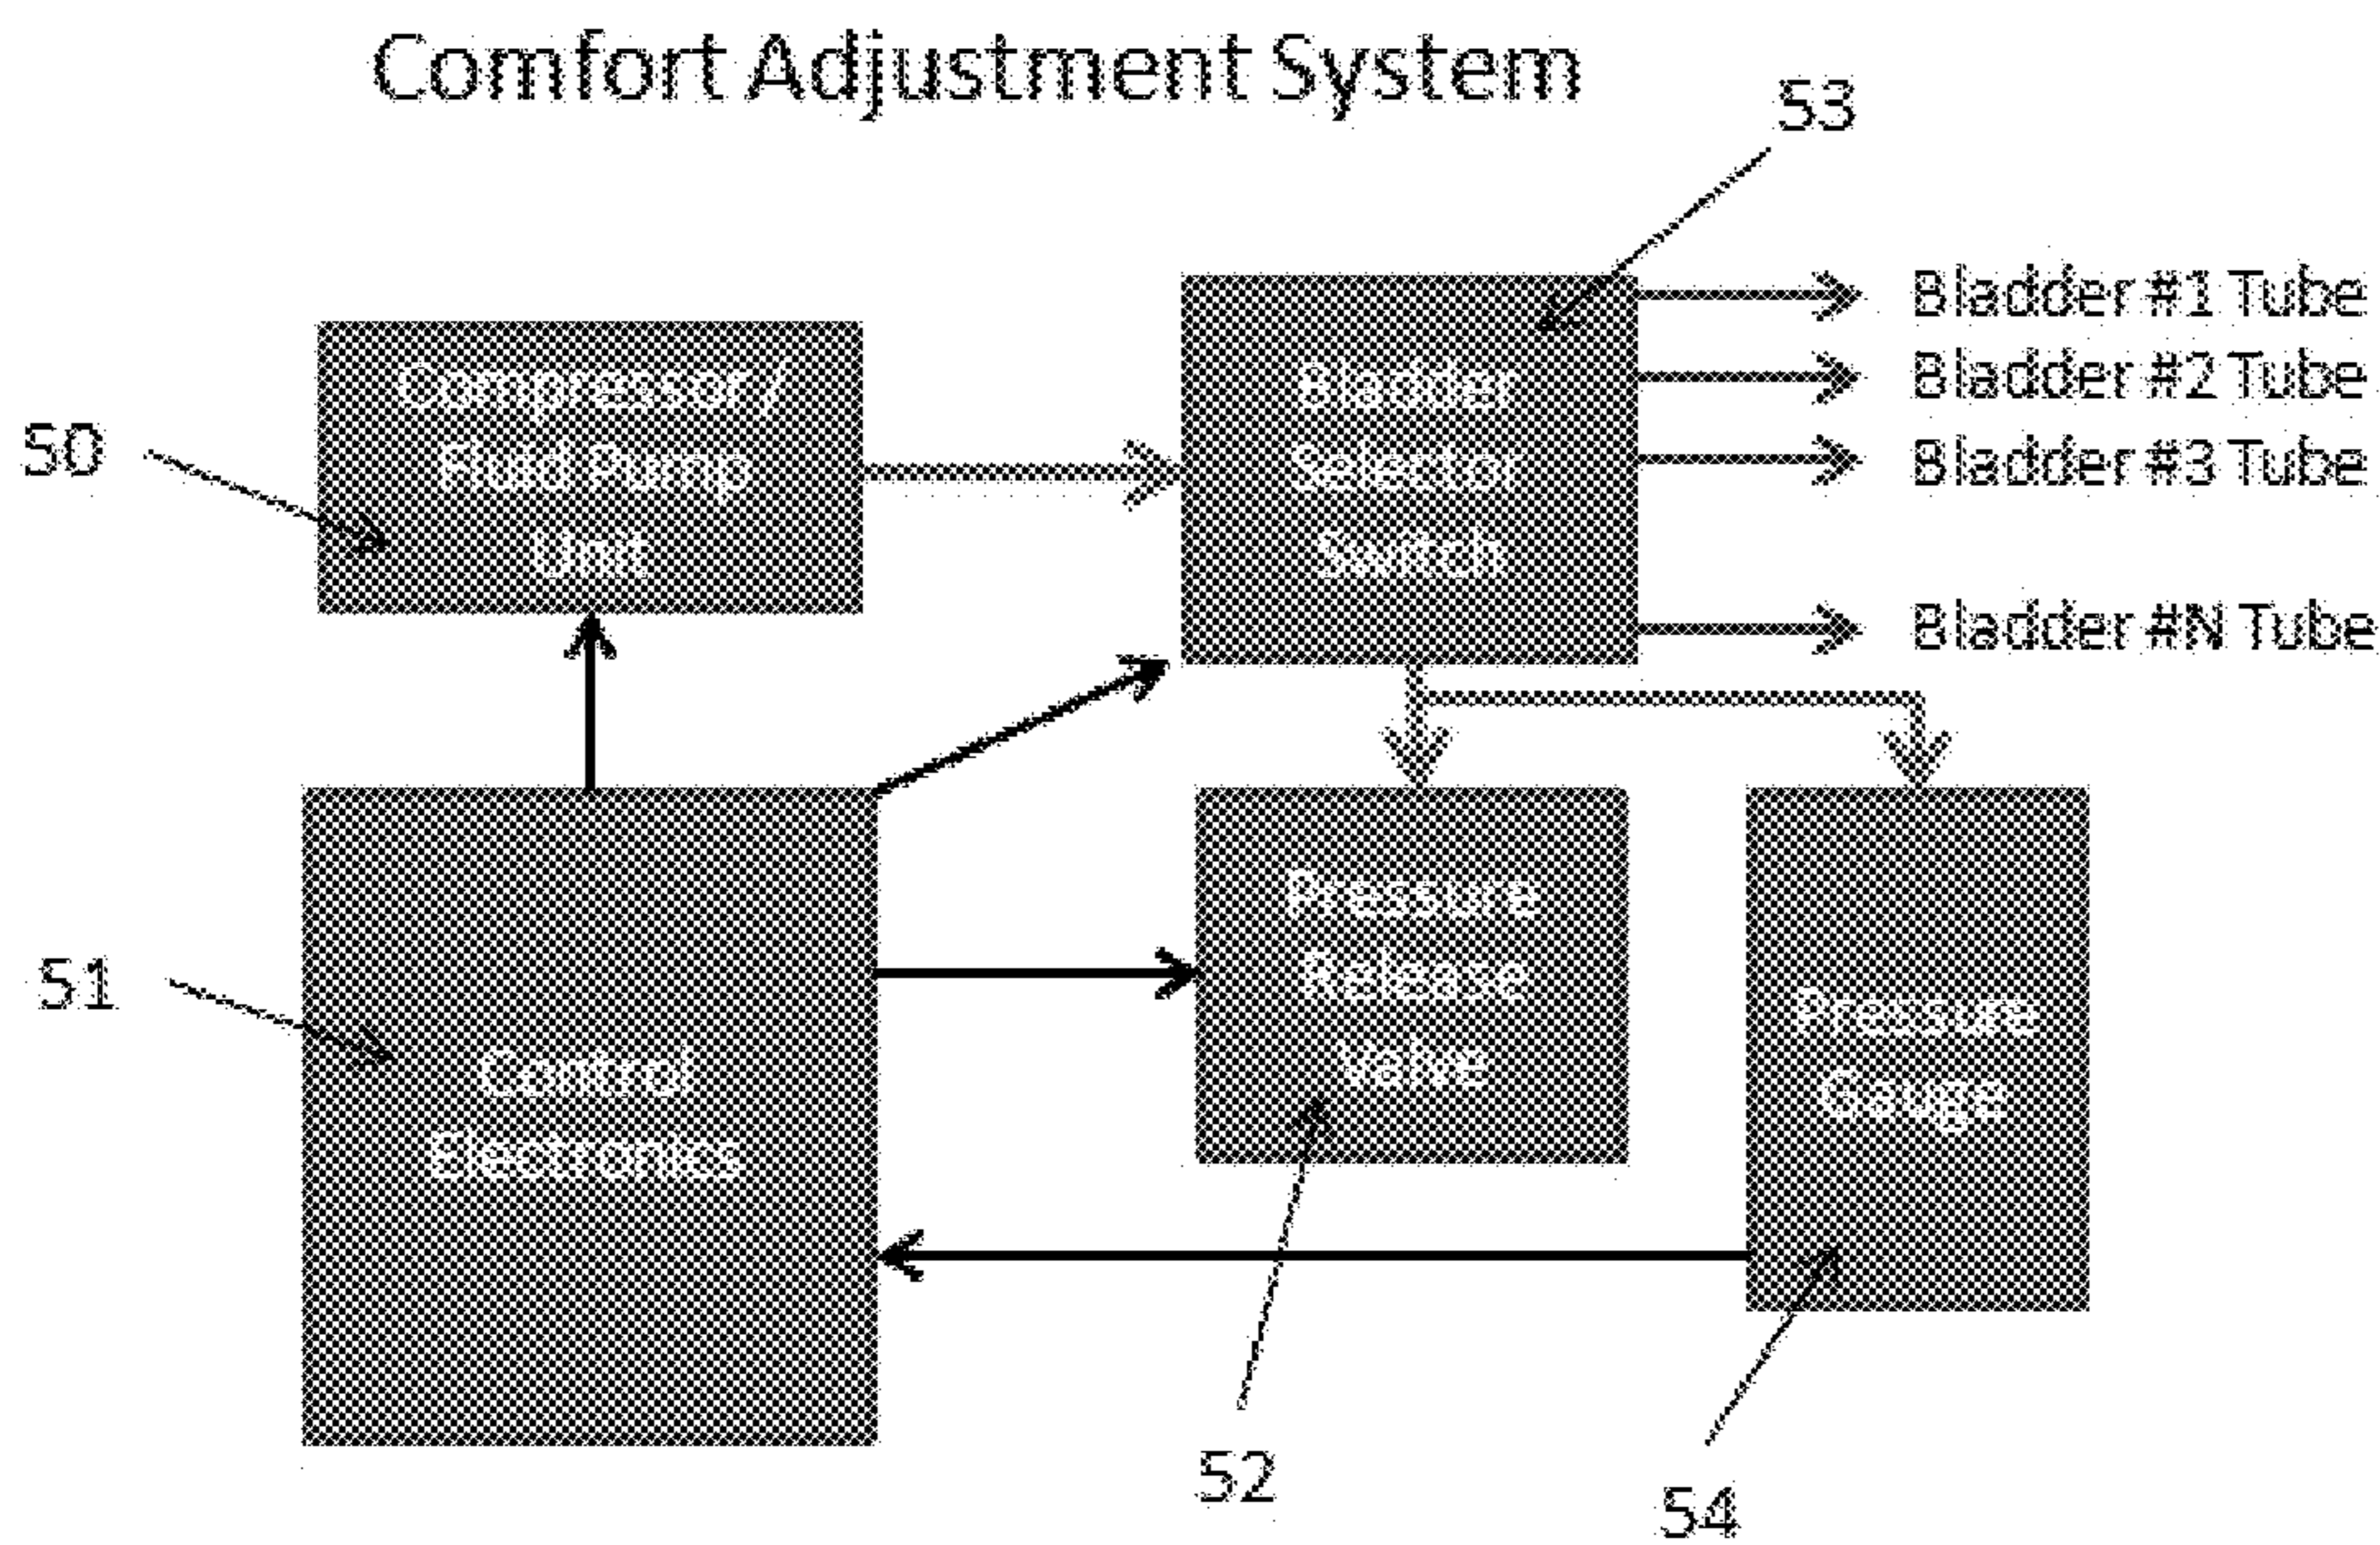 Comfort Adjustment System
53
Bladder #1 Tube
Bladder #2 Tube
Bladder #3 Tube
Bladder #N Tube
50
Compressor /
Fluid Pump
Unit
Bladder
Selector
Switch
51
Control
Electronics
Pressure
Release
Valve
Pressure
Gauge
52
54